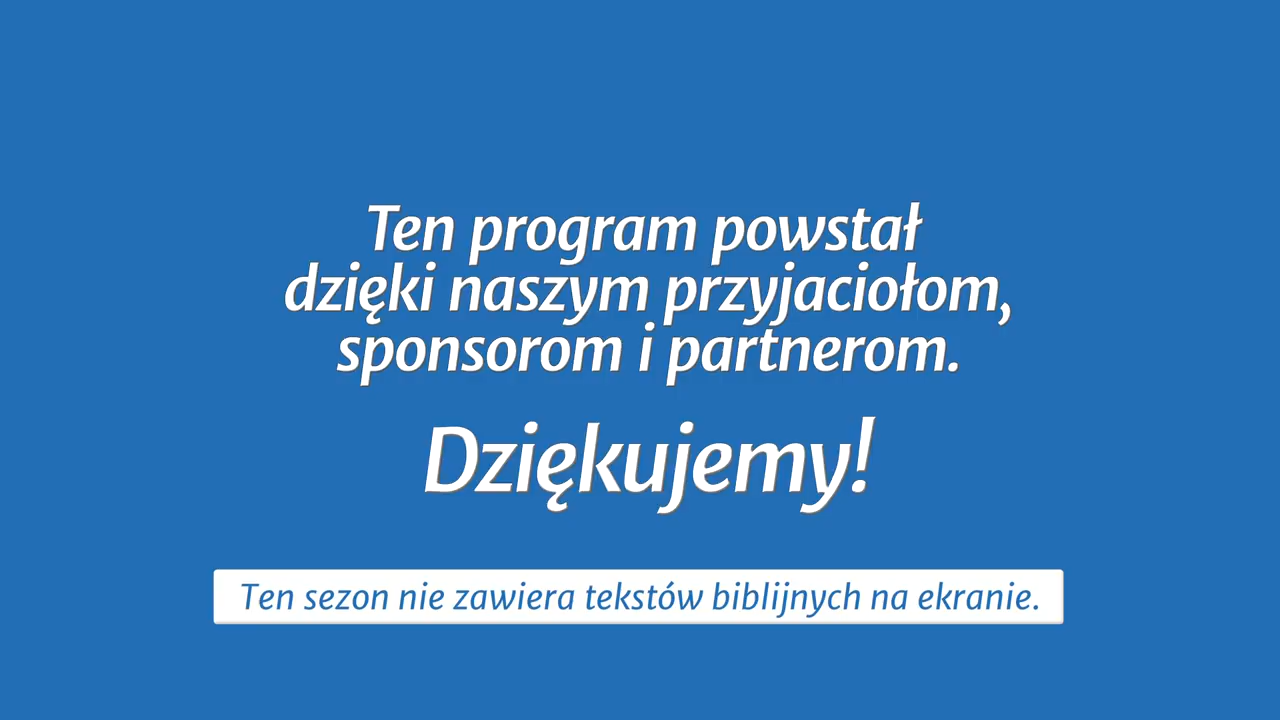 Ten program powstał
dzięki naszym przyjaciołom,
sponsorom i partnerom.
Dziękujemy!
Ten sezon nie zawiera tekstów biblijnych na ekranie.